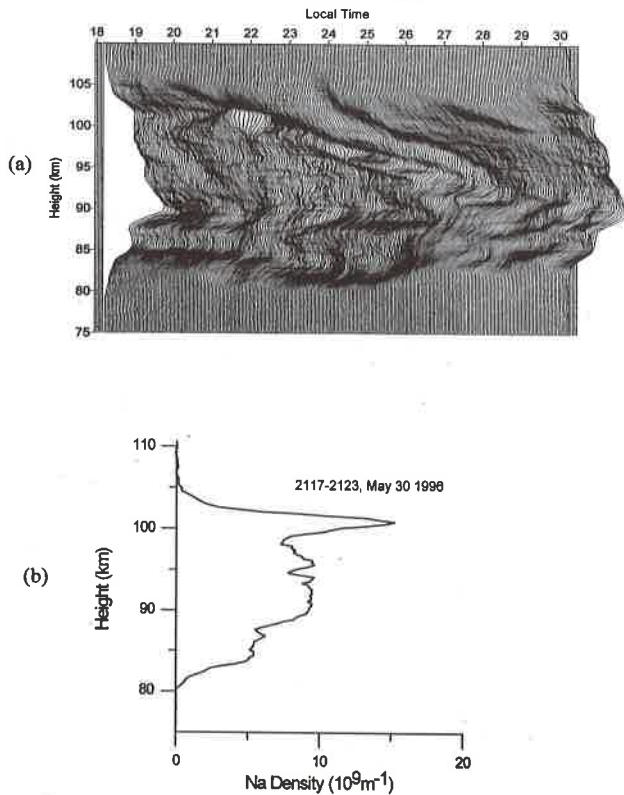 Local Time
18 19 20 21 22 23 24 25 26 27 28 29 30
(a)
Height (km)
105
100
95
90
85
80
75
(b)
2117-2123, May 30 1996
Height (km)
110
100
90
80
0 10 20
Na Density (10⁹m⁻¹)